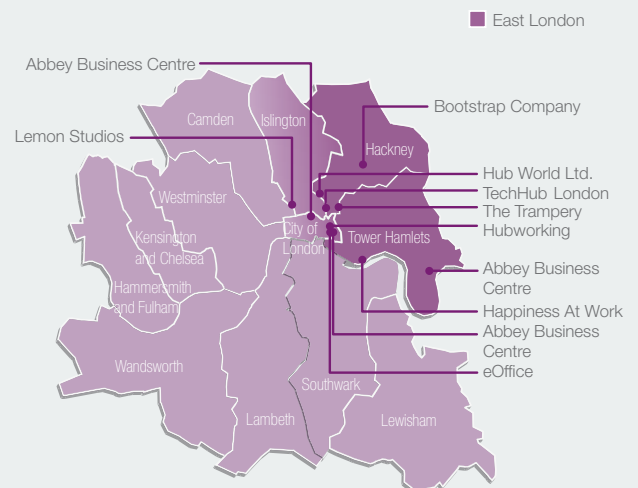 East London
Abbey Business Centre
Bootstrap Company
Camden
Islington
Lemon Studios
Hackney
Hub World Ltd.
TechHub London
Westminster
The Trampery
City of
London
Hubworking
Kensington
and Chelsea
Tower Hamlets
Abbey Business
Centre
Hammersmith
and Fulham
Happiness At Work
Abbey Business
Centre
Wandsworth
eOffice
Southwark
Lambeth
Lewisham